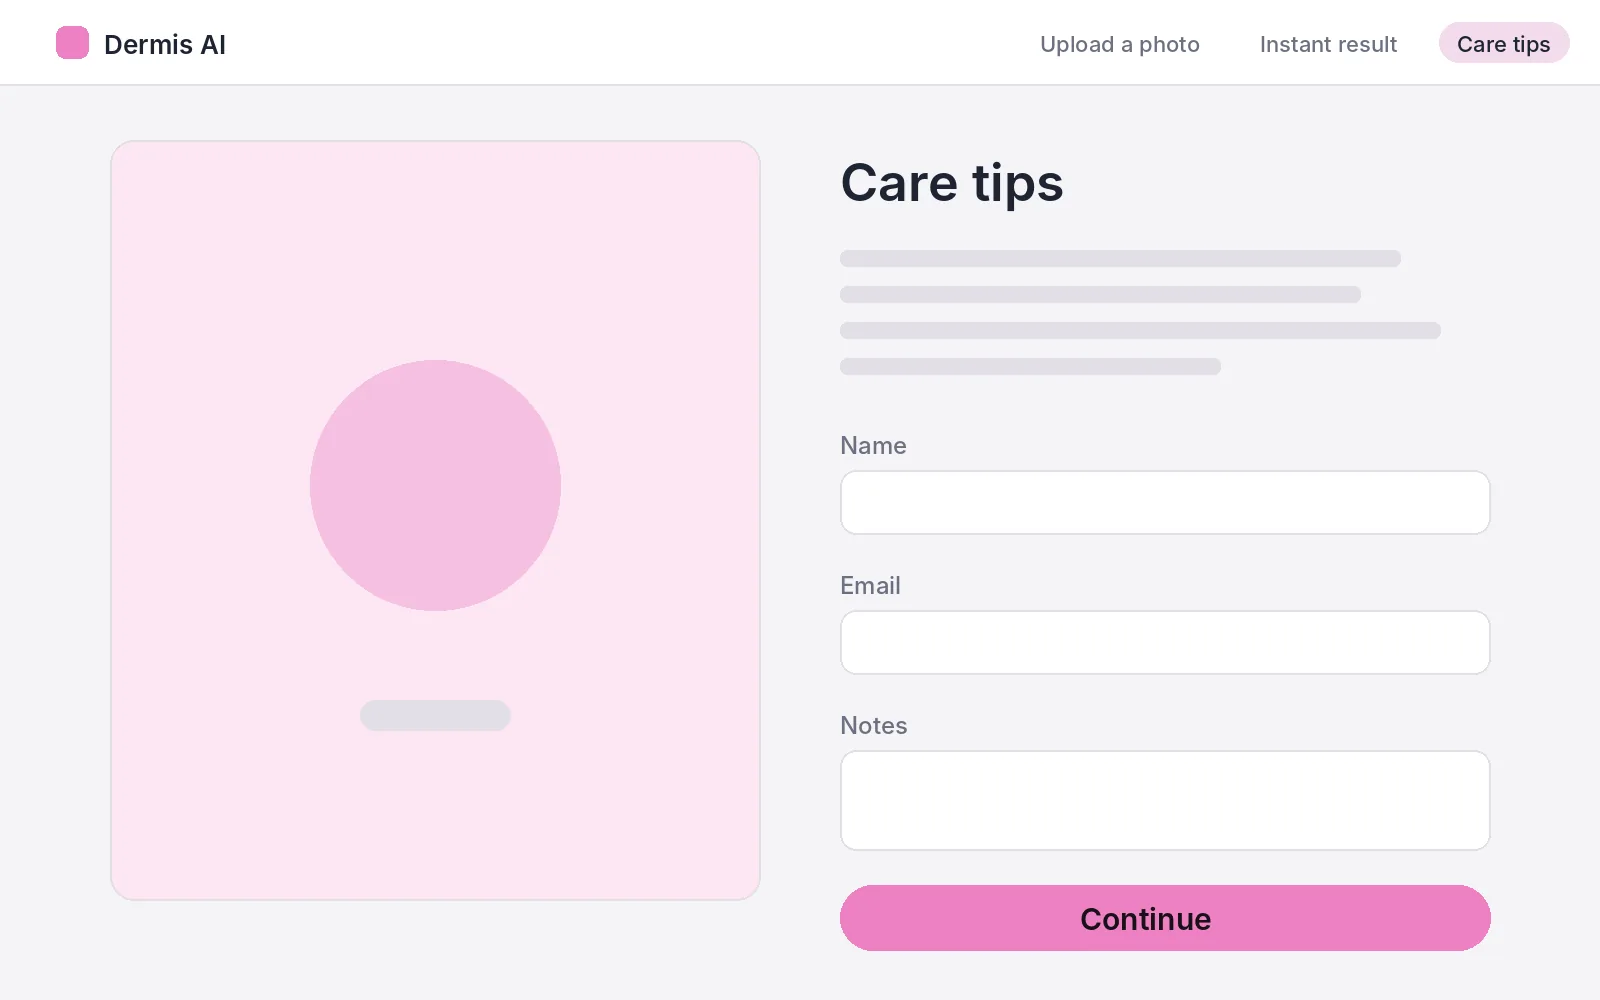 Dermis AI
Upload a photo
Instant result
Care tips
Care tips
Name
Email
Notes
Continue